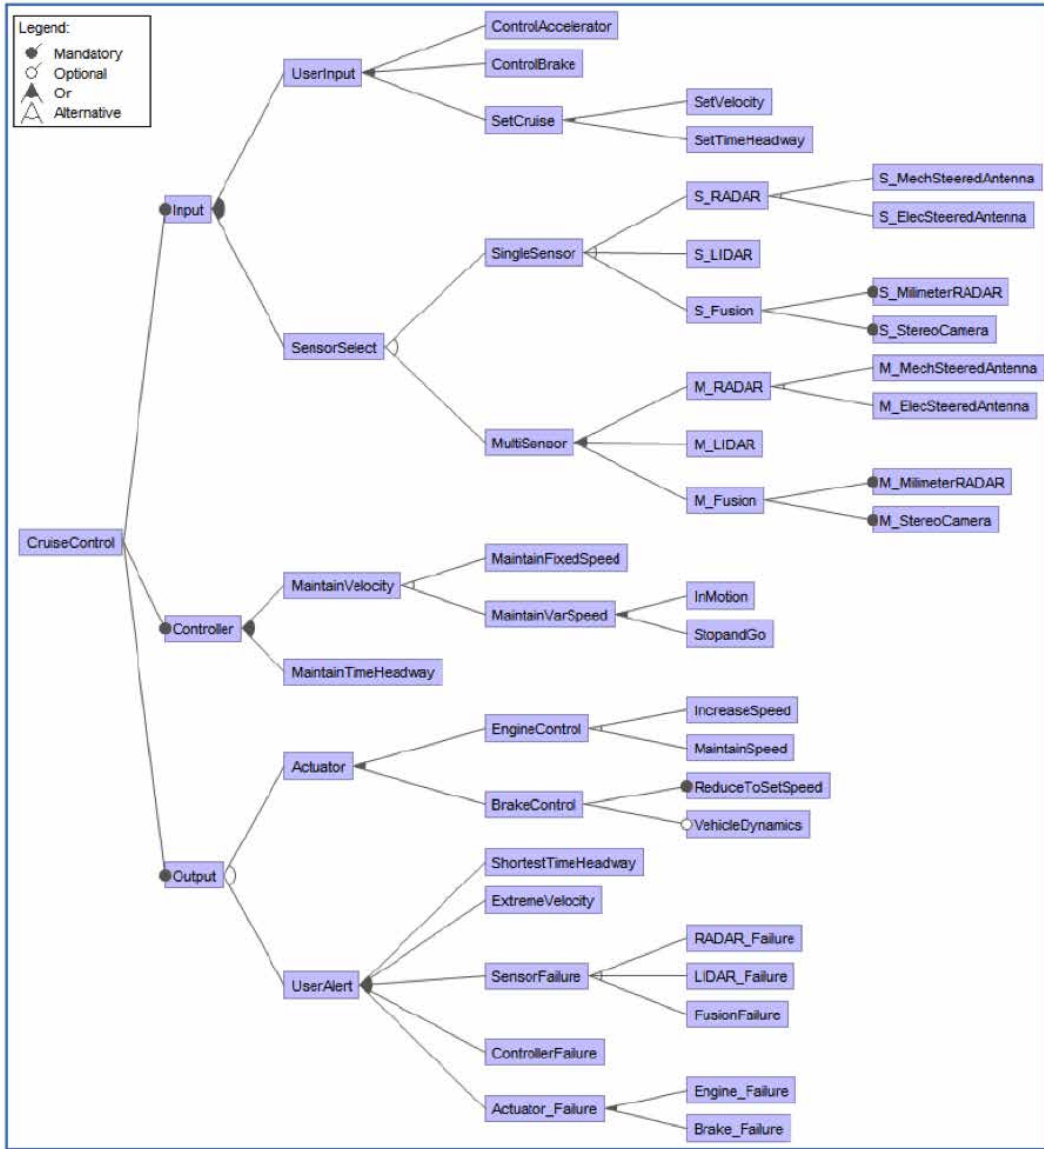 Legend:
Mandatory
Optional
Or
Alternative
CruiseControl
Input
UserInput
ControlAccelerator
ControlBrake
SetCruise
SetVelocity
SetTimeHeadway
SensorSelect
SingleSensor
S_RADAR
S_MechSteeredAntenna
S_ElecSteeredAntenna
S_LIDAR
S_Fusion
S_MilimeterRADAR
S_StereoCamera
MultiSensor
M_RADAR
M_MechSteeredAntenna
M_ElecSteeredAntenna
M_LIDAR
M_Fusion
M_MilimeterRADAR
M_StereoCamera
Controller
MaintainVelocity
MaintainFixedSpeed
MaintainVarSpeed
InMotion
StopandGo
MaintainTimeHeadway
Output
Actuator
EngineControl
IncreaseSpeed
MaintainSpeed
BrakeControl
ReduceToSetSpeed
VehicleDynamics
UserAlert
ShortestTimeHeadway
ExtremeVelocity
SensorFailure
RADAR_Failure
LIDAR_Failure
FusionFailure
ControllerFailure
Actuator_Failure
Engine_Failure
Brake_Failure